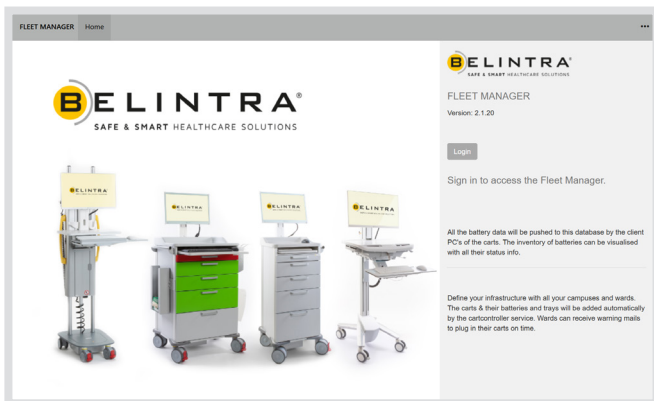 FLEET MANAGER Home
BELINTRA®
SAFE & SMART HEALTHCARE SOLUTIONS
BELINTRA
BELINTRA
BELINTRA
BELINTRA
BELINTRA®
SAFE & SMART HEALTHCARE SOLUTIONS
FLEET MANAGER
Version: 2.1.20
Login
Sign in to access the Fleet Manager.
All the battery data will be pushed to this database by the client
PC's of the carts. The inventory of batteries can be visualised
with all their status info.
Define your infrastructure with all your campuses and wards.
The carts & their batteries and trays will be added automatically
by the cartcontroller service. Wards can receive warning mails
to plug in their carts on time.